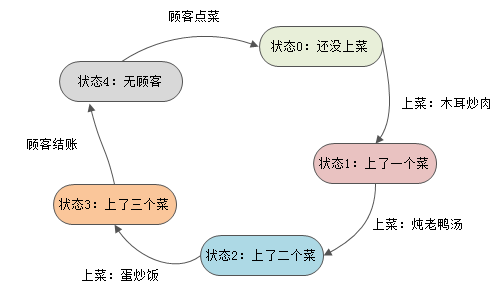 顾客点菜
状态0：还没上菜
状态4：无顾客
上菜：木耳炒肉
顾客结账
状态1：上了一个菜
状态3：上了三个菜
上菜：炖老鸭汤
状态2：上了二个菜
上菜：蛋炒饭